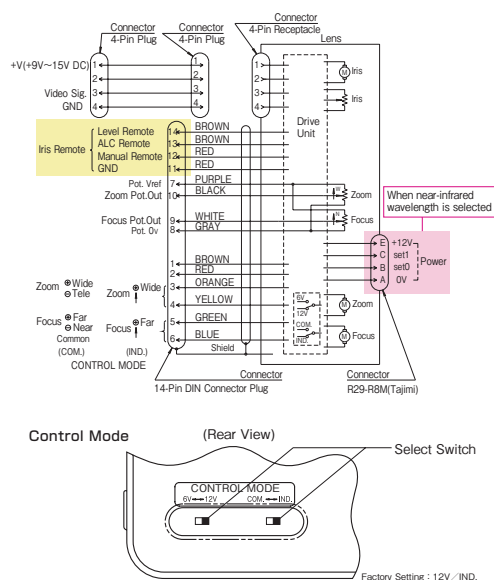 Connector
4-Pin Plug
Connector
4-Pin Plug
Connector
4-Pin Receptacle
Lens
+V(+9V~15V DC) 1 1 1
2 2 2
Video Sig. 3 3 3
GND 4 4 4
M Iris
Iris
Drive
Unit
Iris Remote
Level Remote 14 BROWN
ALC Remote 13 BROWN
Manual Remote 12 RED
GND 11 RED
Pot. Vref 7 PURPLE
Zoom Pot.Out 10 BLACK
W Zoom
Focus Pot.Out 9 WHITE
Pot. 0v 8 GRAY
N Focus
When near-infrared
wavelength is selected
E +12V
C set1
B set0
A 0V
Power
1 BROWN
2 RED
3 ORANGE
4 YELLOW
5 GREEN
6 BLUE
Shield
Zoom ⊕Wide
⊖Tele
Zoom ⊕Wide
Focus ⊕Far
⊖Near
Focus ⊕Far
Common
(COM.)
(IND.)
CONTROL MODE
6V
12V
COM.
IND.
M Zoom
M Focus
Connector
14-Pin DIN Connector Plug
Connector
R29-R8M(Tajimi)
Control Mode
(Rear View)
Select Switch
CONTROL MODE
6V↔12V COM.↔IND.
Factory Setting : 12V/IND.